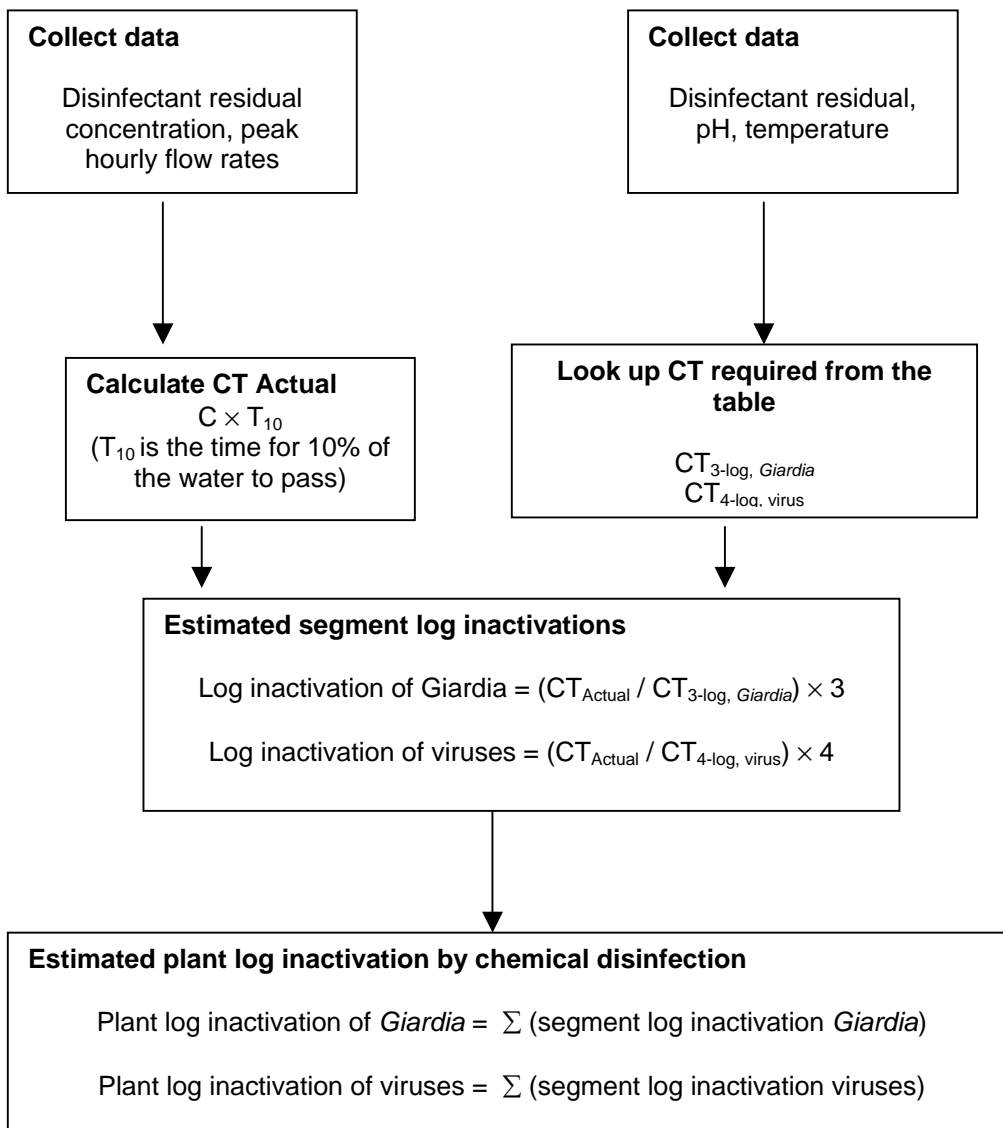 Collect data
Disinfectant residual
concentration, peak
hourly flow rates
Collect data
Disinfectant residual,
pH, temperature
Calculate CT Actual
C × T₁₀
(T₁₀ is the time for 10% of
the water to pass)
Look up CT required from the
table
CT₃₋log, Giardia
CT₄₋log, virus
Estimated segment log inactivations
Log inactivation of Giardia = (CTActual / CT₃₋log, Giardia) × 3
Log inactivation of viruses = (CTActual / CT₄₋log, virus) × 4
Estimated plant log inactivation by chemical disinfection
Plant log inactivation of Giardia = ∑ (segment log inactivation Giardia)
Plant log inactivation of viruses = ∑ (segment log inactivation viruses)